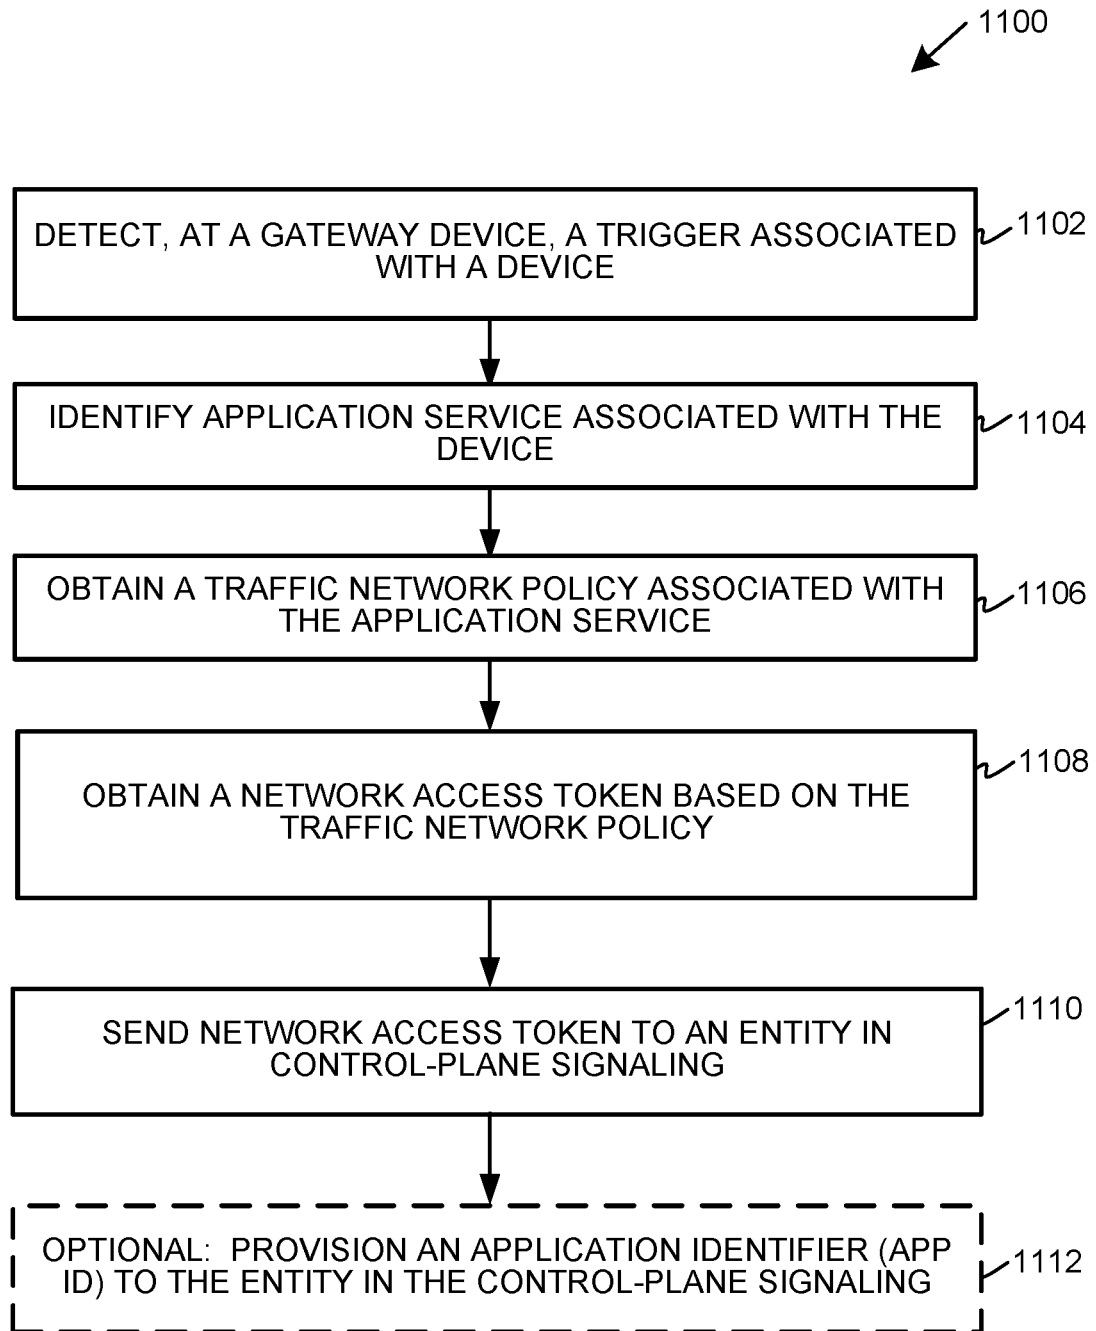 1100
DETECT, AT A GATEWAY DEVICE, A TRIGGER ASSOCIATED
WITH A DEVICE
1102
IDENTIFY APPLICATION SERVICE ASSOCIATED WITH THE
DEVICE
1104
OBTAIN A TRAFFIC NETWORK POLICY ASSOCIATED WITH
THE APPLICATION SERVICE
1106
OBTAIN A NETWORK ACCESS TOKEN BASED ON THE
TRAFFIC NETWORK POLICY
1108
SEND NETWORK ACCESS TOKEN TO AN ENTITY IN
CONTROL-PLANE SIGNALING
1110
OPTIONAL: PROVISION AN APPLICATION IDENTIFIER (APP
ID) TO THE ENTITY IN THE CONTROL-PLANE SIGNALING
1112